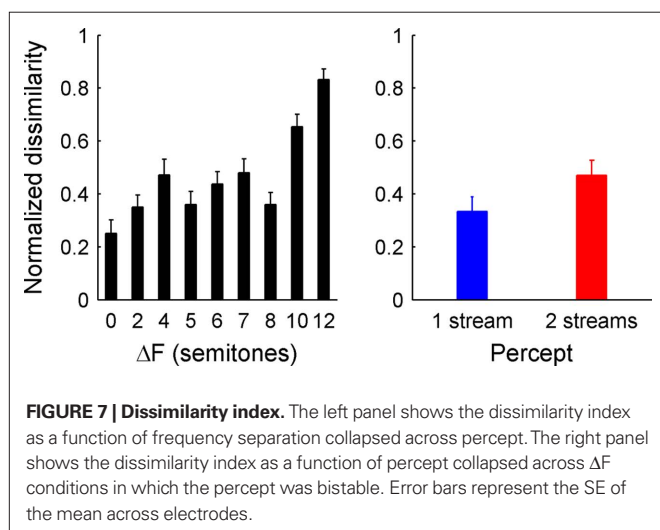 Normalized dissimilarity
1
0.8
0.6
0.4
0.2
0
0 2 4 5 6 7 8 10 12
ΔF (semitones)
1
0.8
0.6
0.4
0.2
0
1 stream 2 streams
Percept
FIGURE 7 | Dissimilarity index. The left panel shows the dissimilarity index
as a function of frequency separation collapsed across percept. The right panel
shows the dissimilarity index as a function of percept collapsed across ΔF
conditions in which the percept was bistable. Error bars represent the SE of
the mean across electrodes.